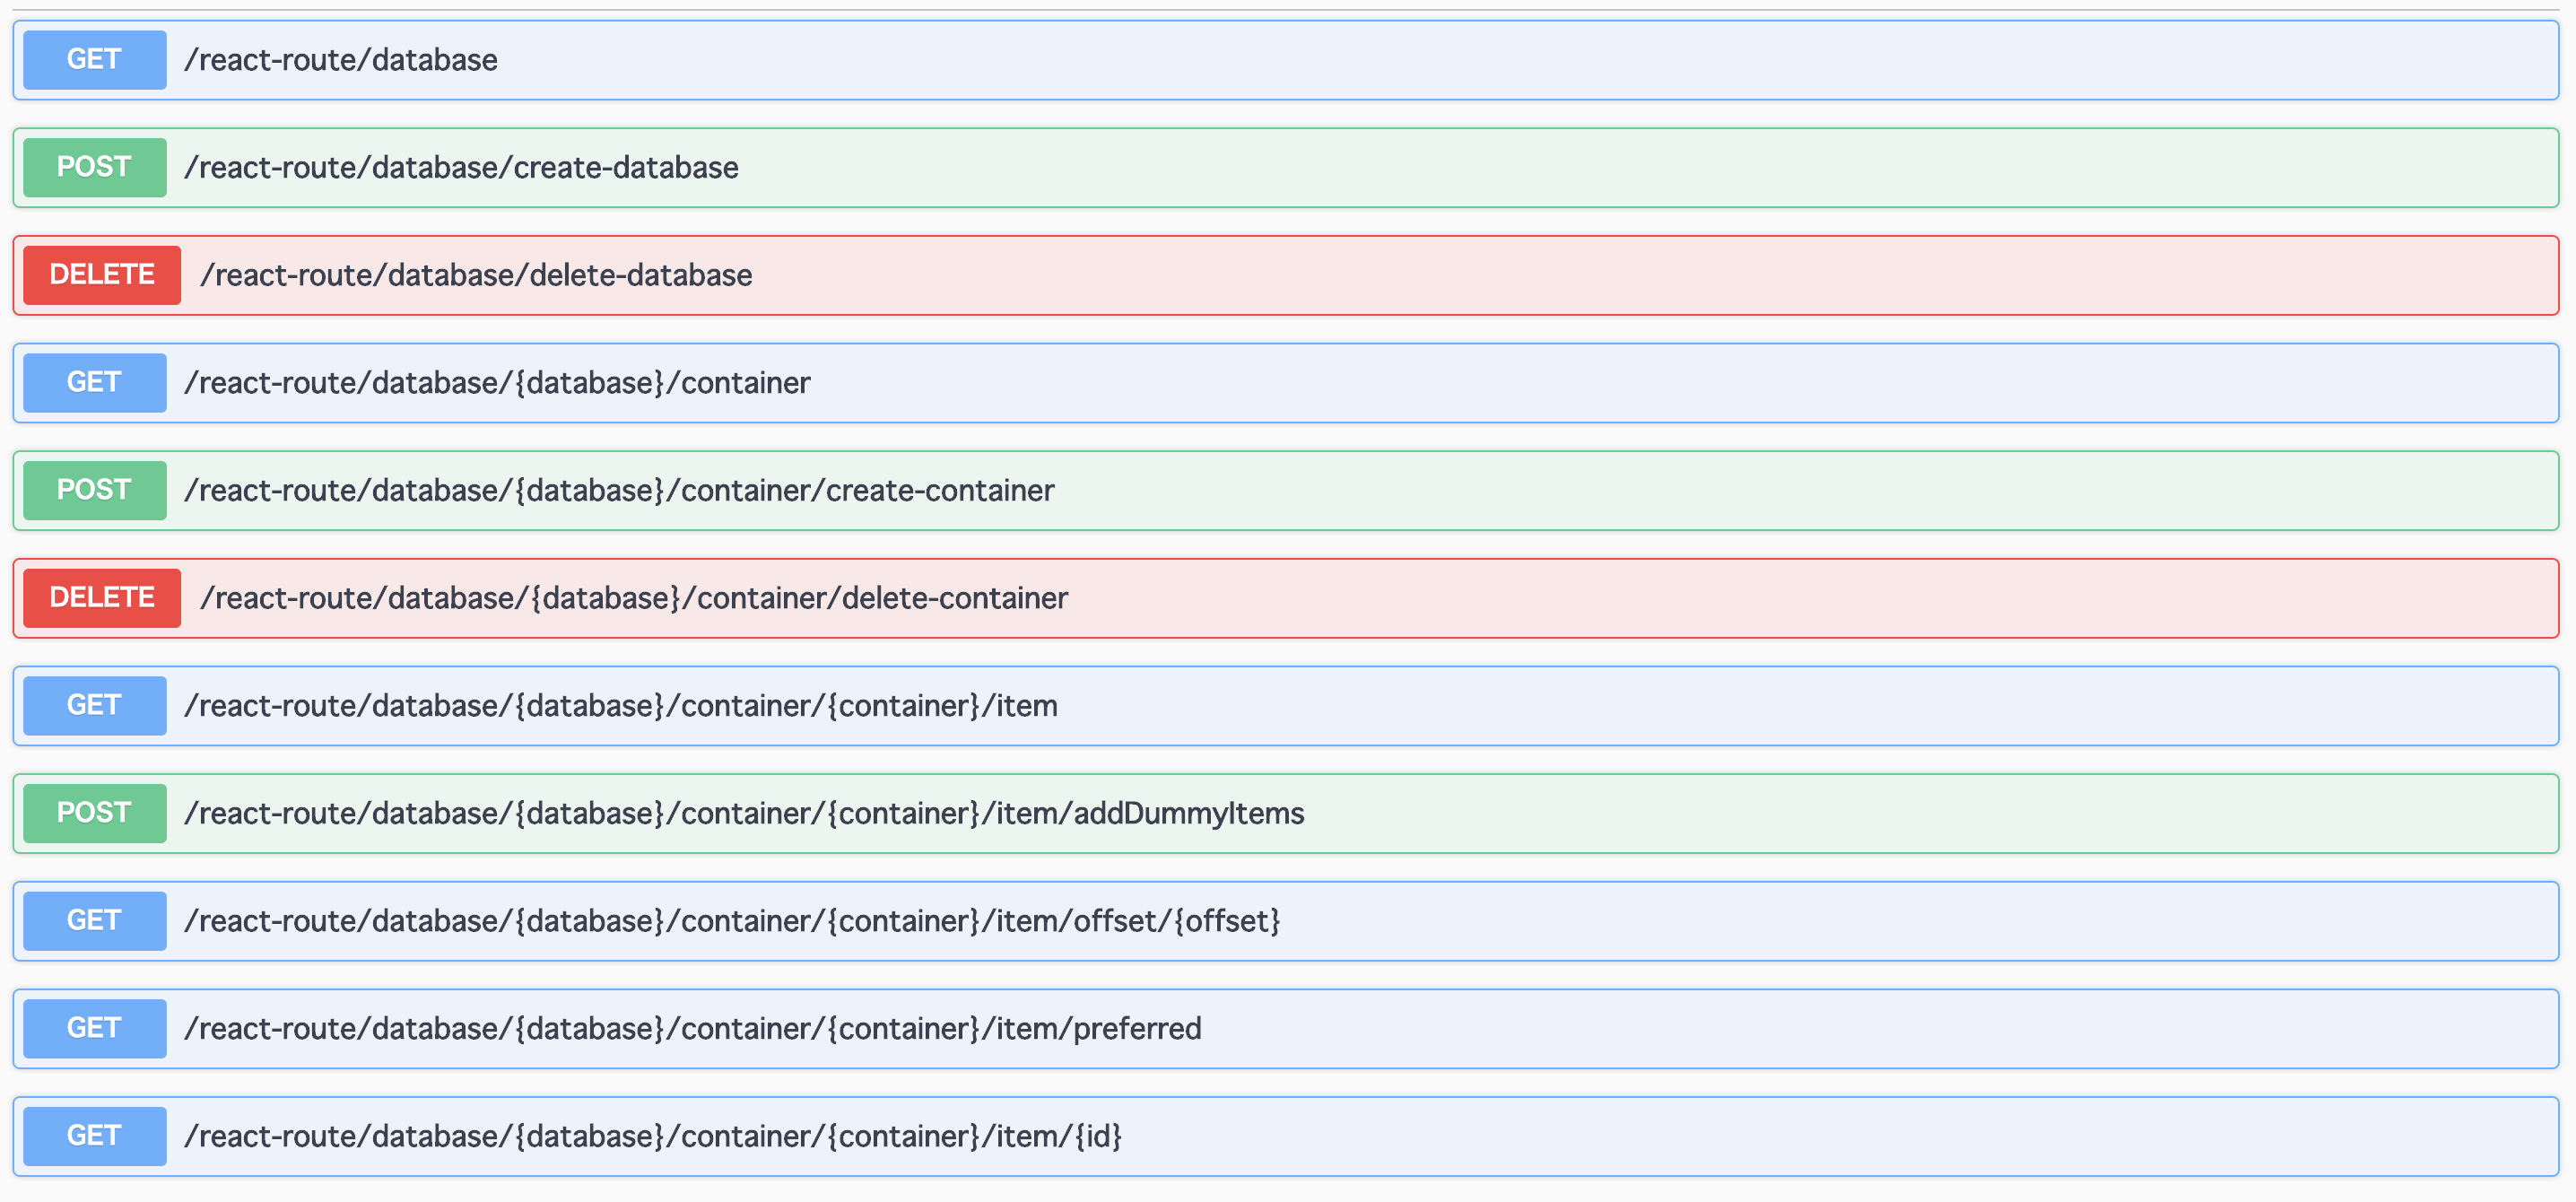 GET /react-route/database
POST /react-route/database/create-database
DELETE /react-route/database/delete-database
GET /react-route/database/{database}/container
POST /react-route/database/{database}/container/create-container
DELETE /react-route/database/{database}/container/delete-container
GET /react-route/database/{database}/container/{container}/item
POST /react-route/database/{database}/container/{container}/item/addDummyItems
GET /react-route/database/{database}/container/{container}/item/offset/{offset}
GET /react-route/database/{database}/container/{container}/item/preferred
GET /react-route/database/{database}/container/{container}/item/{id}